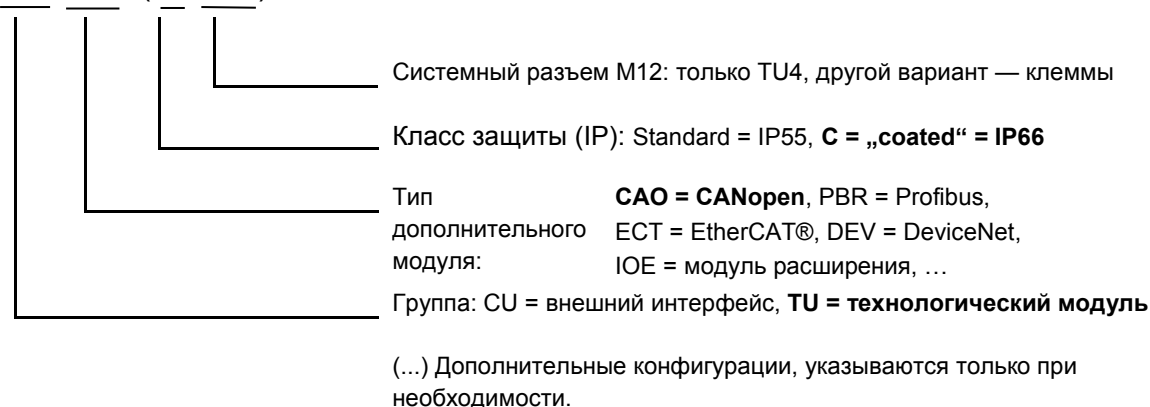 Системный разъем M12: только TU4, другой вариант — клеммы
Класс защиты (IP): Standard = IP55, C = „coated“ = IP66
Тип CAO = CANopen, PBR = Profibus,
дополнительного ECT = EtherCAT®, DEV = DeviceNet,
модуля: IOE = модуль расширения, …
Группа: CU = внешний интерфейс, TU = технологический модуль
(...) Дополнительные конфигурации, указываются только при
необходимости.